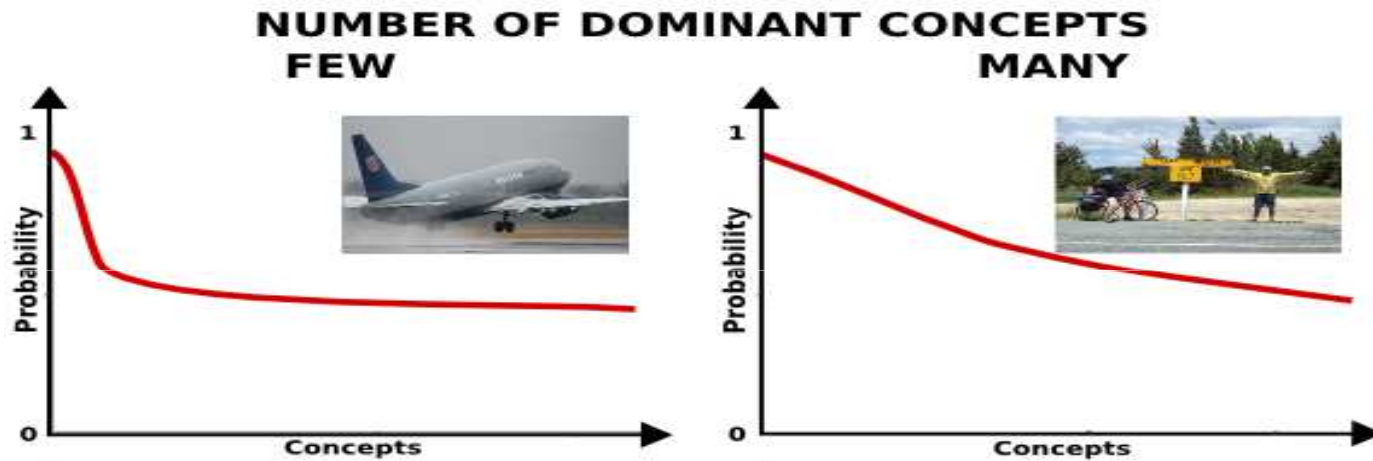 NUMBER OF DOMINANT CONCEPTS
FEW
MANY
1
Probability
0
Concepts
1
Probability
0
Concepts